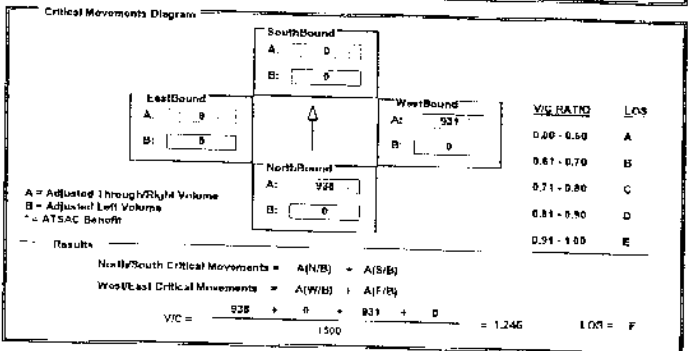 Critical Movements Diagram
SouthBound
A: 0
B: 0
EastBound
A: 0
B: 0
WestBound
A: 931
B: 0
NorthBound
A: 938
B: 0
V/C RATIO LOS
0.00 - 0.60 A
0.61 - 0.70 B
0.71 - 0.80 C
0.81 - 0.90 D
0.91 - 1.00 E
A = Adjusted Through/Right Volume
B = Adjusted Left Volume
* = ATSAC Benefit
Results
North/South Critical Movements = A(N/B) + A(S/B)
West/East Critical Movements = A(W/B) + A(E/B)
V/C = 938 + 0 + 931 + 0
1500
= 1.246 LOS = F